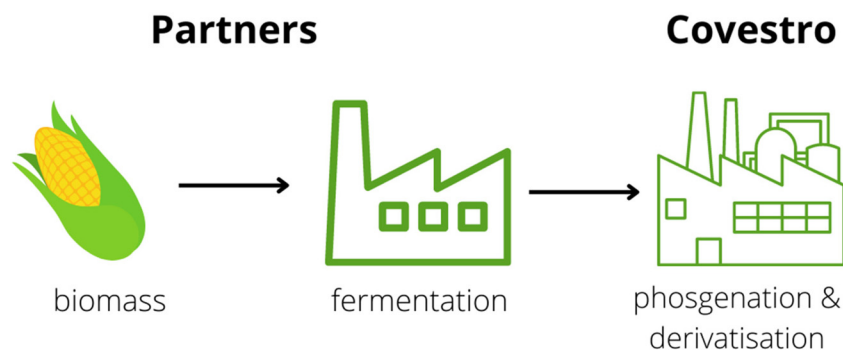 Partners
Covestro
biomass
fermentation
phosgenation &
derivatisation